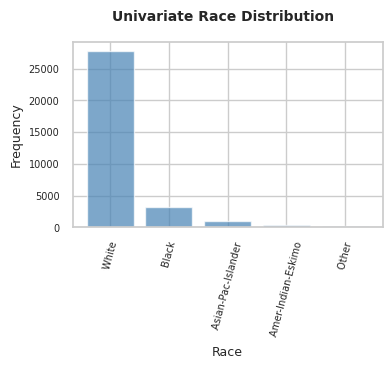 Univariate Race Distribution
25000
20000
15000
10000
5000
0
Frequency
White
Black
Asian-Pac-Islander
Amer-Indian-Eskimo
Other
Race